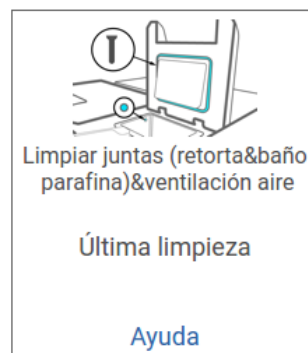 Limpiar juntas (retorta&baño
parafina)&ventilación aire
Última limpieza
Ayuda